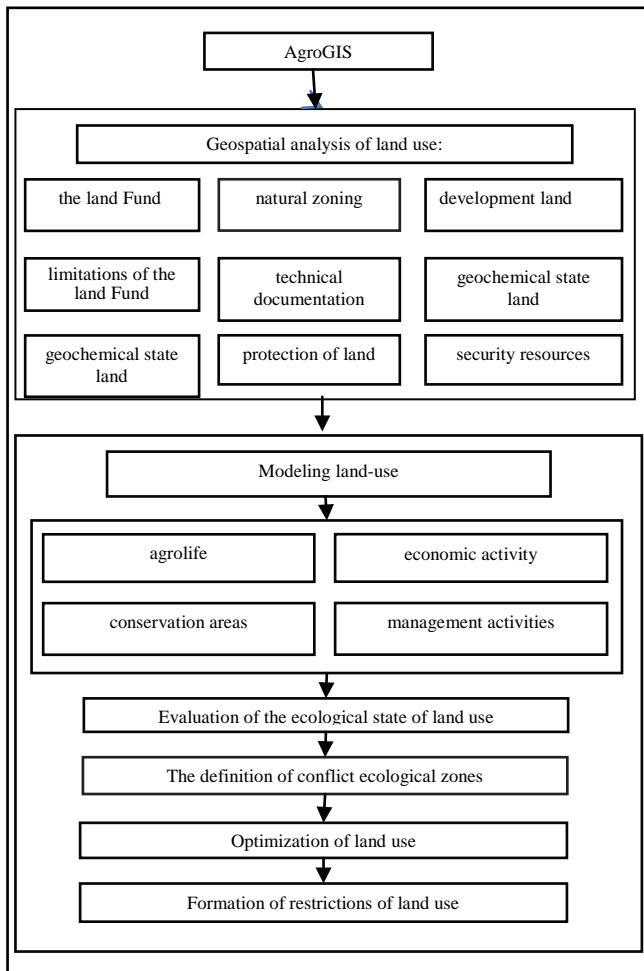 AgroGIS
Geospatial analysis of land use:
the land Fund
natural zoning
development land
limitations of the
land Fund
technical
documentation
geochemical state
land
geochemical state
land
protection of land
security resources
Modeling land-use
agrolife
economic activity
conservation areas
management activities
Evaluation of the ecological state of land use
The definition of conflict ecological zones
Optimization of land use
Formation of restrictions of land use